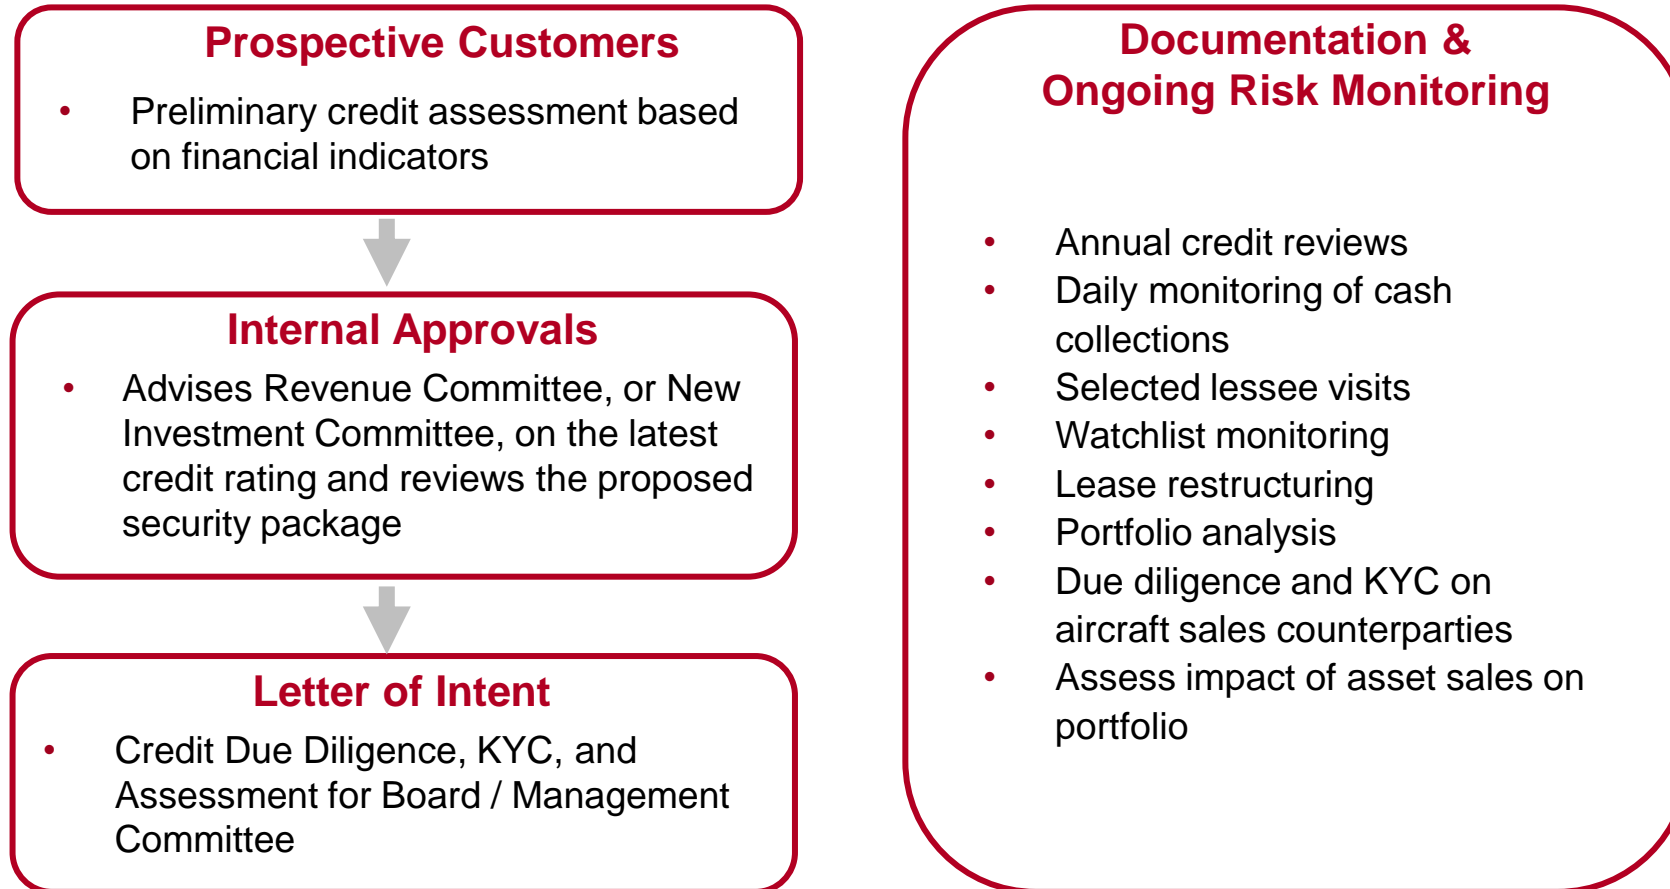 Prospective Customers
• Preliminary credit assessment based
on financial indicators
Internal Approvals
• Advises Revenue Committee, or New
Investment Committee, on the latest
credit rating and reviews the proposed
security package
Letter of Intent
• Credit Due Diligence, KYC, and
Assessment for Board / Management
Committee
Documentation &
Ongoing Risk Monitoring
• Annual credit reviews
• Daily monitoring of cash
collections
• Selected lessee visits
• Watchlist monitoring
• Lease restructuring
• Portfolio analysis
• Due diligence and KYC on
aircraft sales counterparties
• Assess impact of asset sales on
portfolio